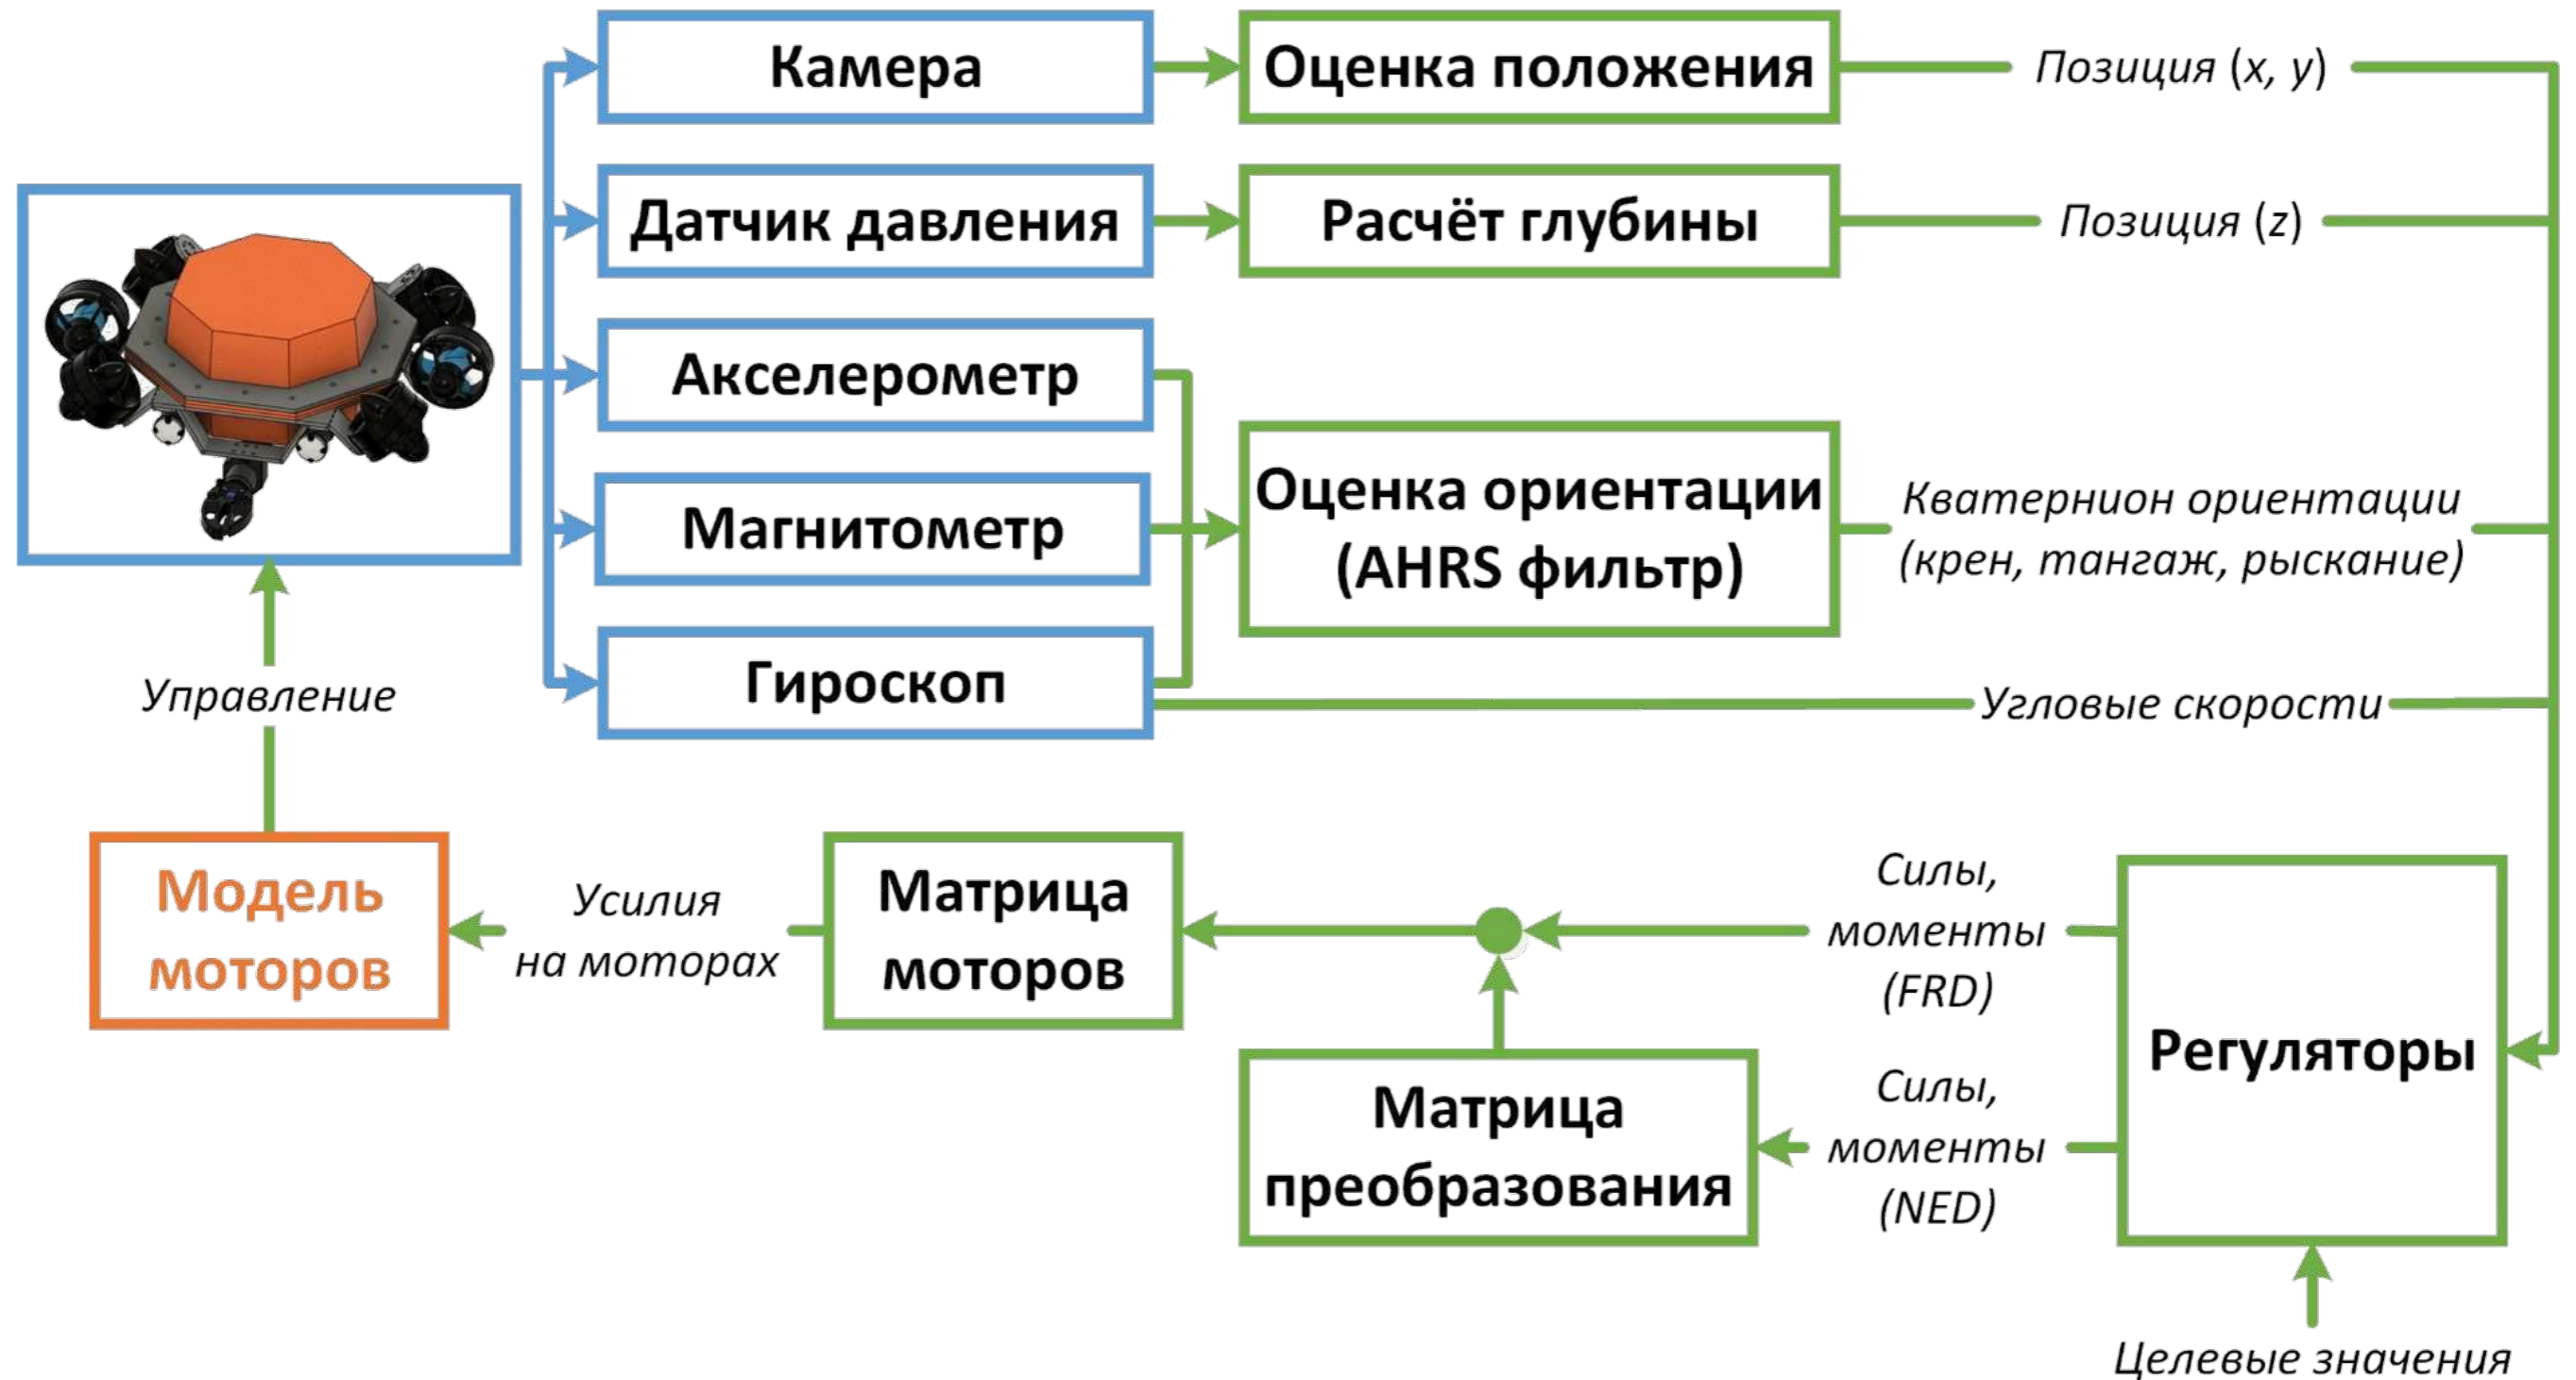 Камера
Оценка положения
Позиция (x, y)
Датчик давления
Расчёт глубины
Позиция (z)
Акселерометр
Магнитометр
Оценка ориентации
(AHRS фильтр)
Кватернион ориентации
(крен, тангаж, рыскание)
Гироскоп
Угловые скорости
Управление
Модель
моторов
Усилия
на моторах
Матрица
моторов
Силы,
моменты
(FRD)
Регуляторы
Матрица
преобразования
Силы,
моменты
(NED)
Целевые значения